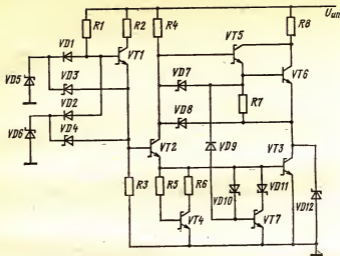 R1 R2 R4 R8 Uип
VD1 VT1 VT5
VD5 VD3 VD7 VT6
VD2 R7
VD6 VD4 VD8
VT2 VD9 VT3
R3 R5 R6 VD11
VD10 VD12
VT4 VT7